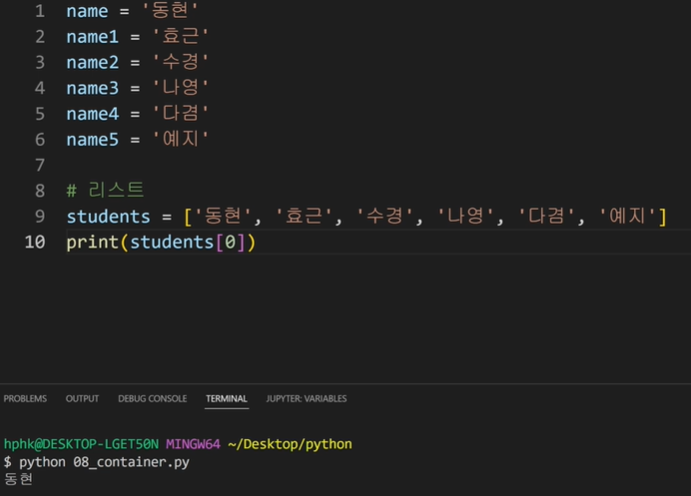 1 name = '동현'
2 name1 = '효근'
3 name2 = '수경'
4 name3 = '나영'
5 name4 = '다겸'
6 name5 = '예지'
7
8 # 리스트
9 students = ['동현', '효근', '수경', '나영', '다겸', '예지']
10 print(students[0])
PROBLEMS OUTPUT DEBUG CONSOLE TERMINAL JUPYTER: VARIABLES
hphk@DESKTOP-LGET50N MINGW64 ~/Desktop/python
$ python 08_container.py
동현